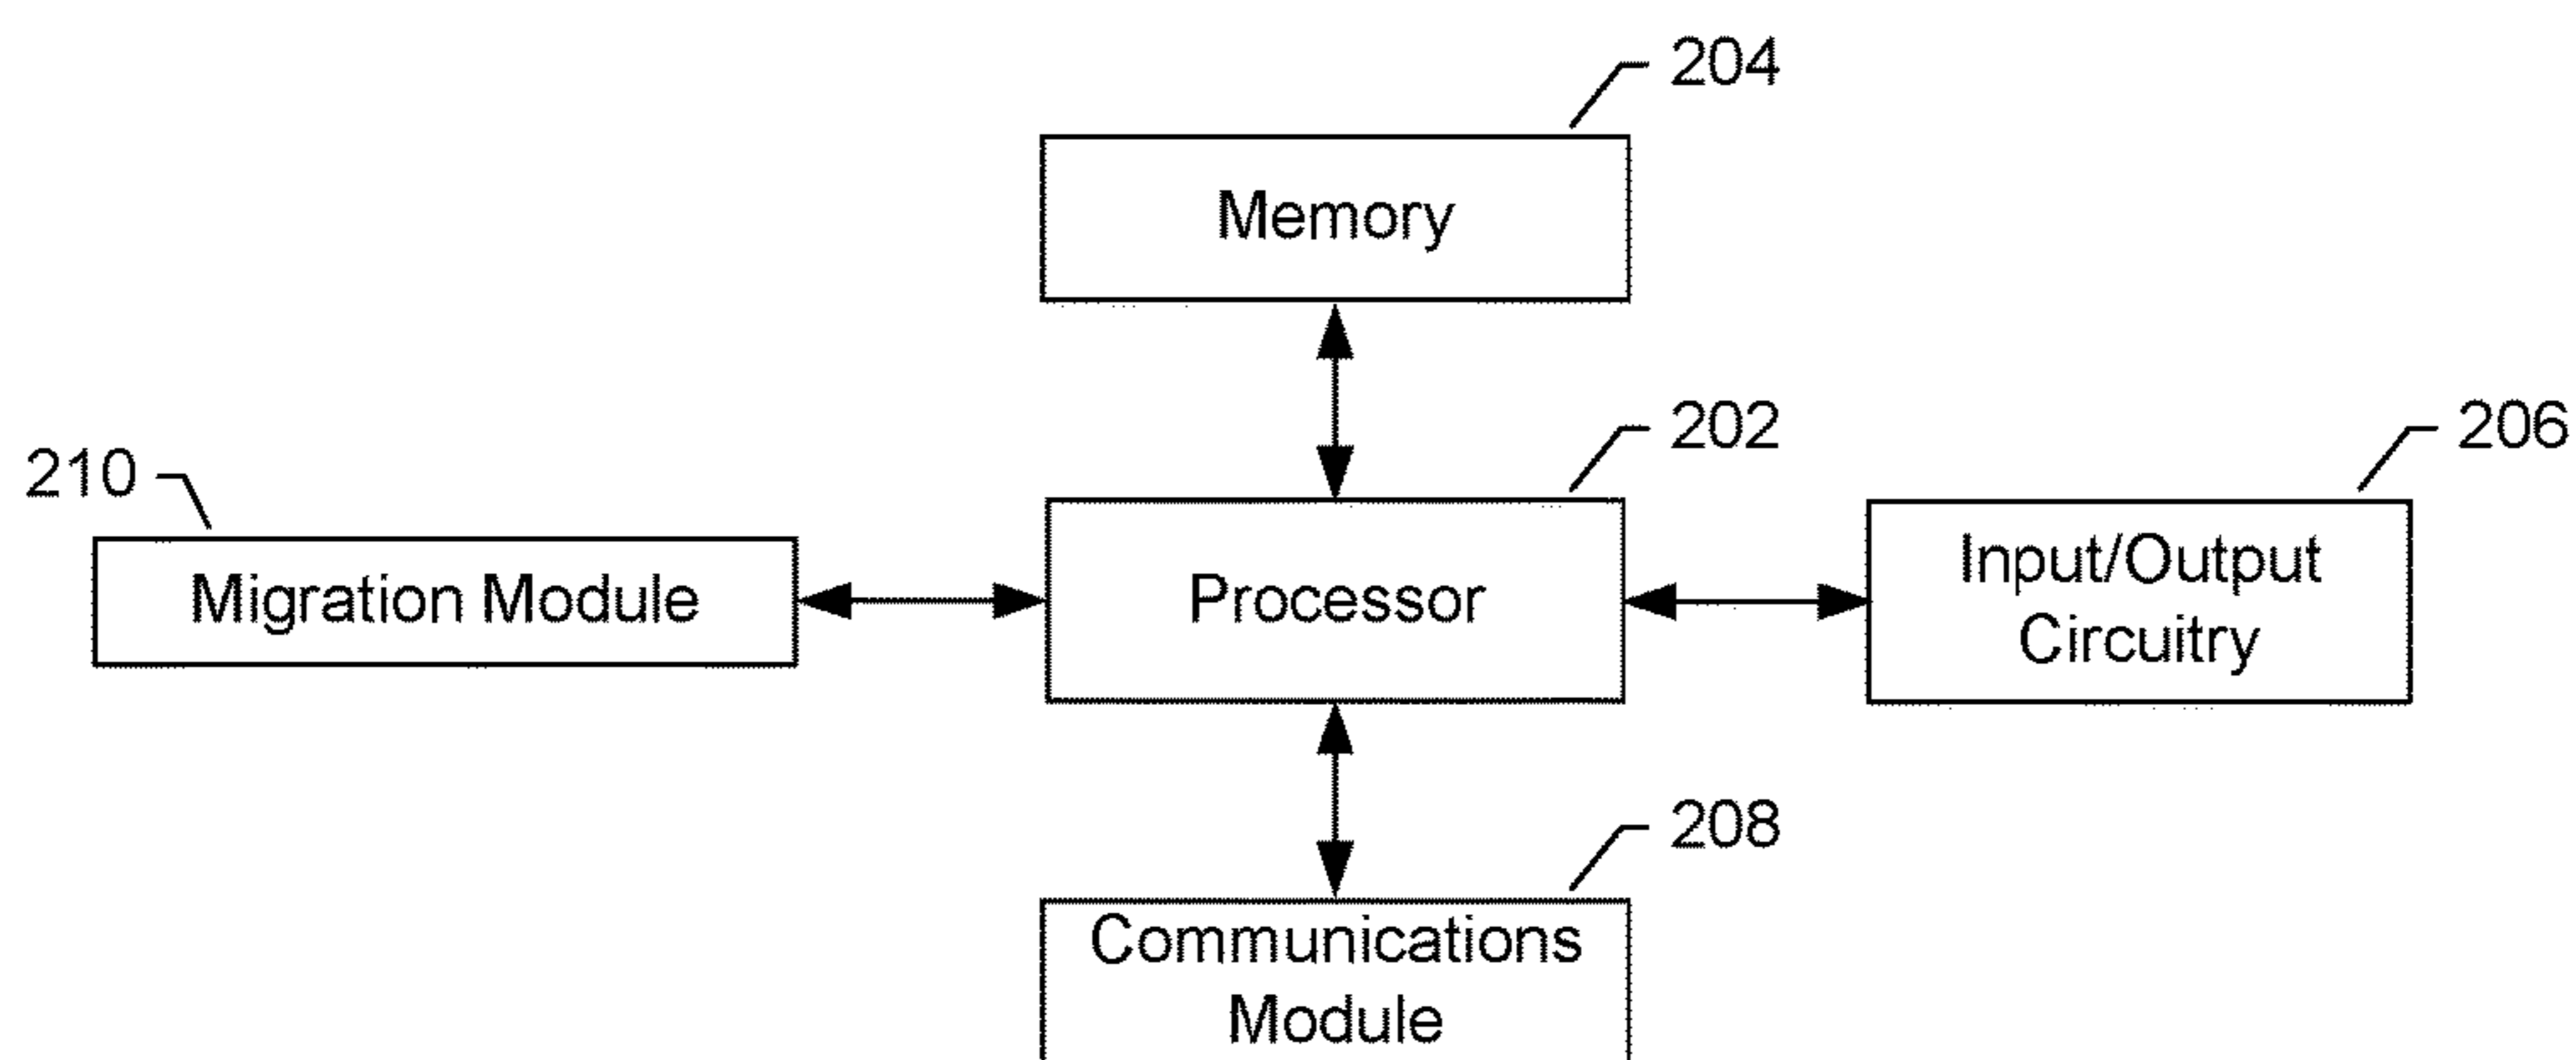 204
Memory
202
206
210
Migration Module
Processor
Input/Output
Circuitry
208
Communications
Module